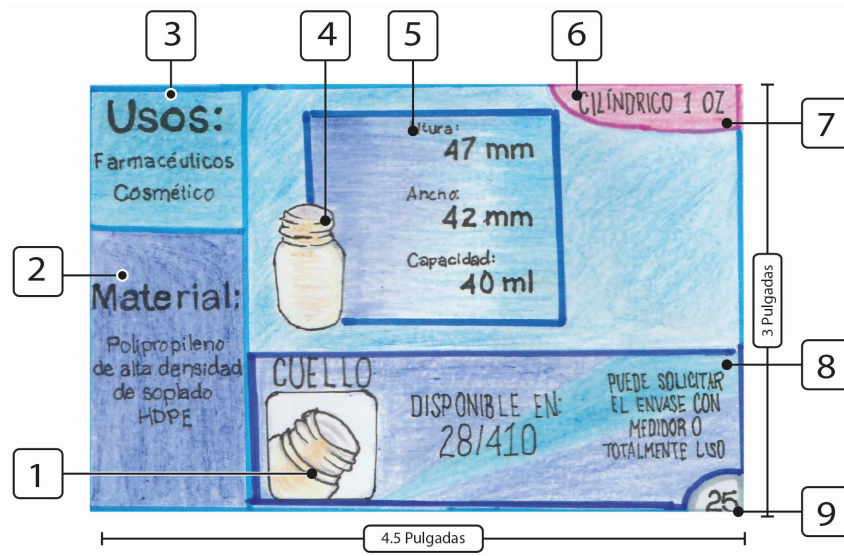 3
4
5
6
7
Usos:
Farmacéuticos
Cosmético
Altura:
47 mm
Ancho:
42 mm
Capacidad:
40 ml
CILÍNDRICO 1 OZ
2
Material:
Polipropileno
de alta densidad
de soplado
HDPE
3 Pulgadas
8
CUELLO
DISPONIBLE EN:
28/410
PUEDE SOLICITAR
EL ENVASE CON
MEDIDOR O
TOTALMENTE LISO
1
25
9
4.5 Pulgadas